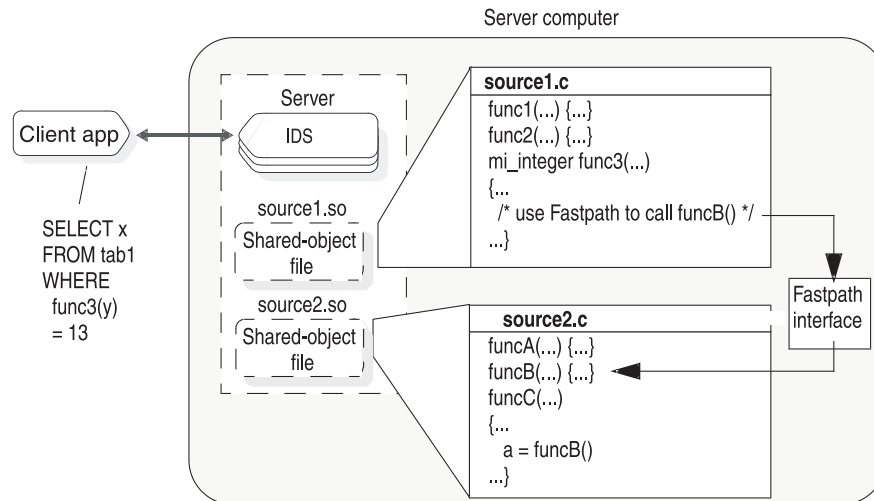 Server computer
Client app
SELECT x
FROM tab1
WHERE
func3(y)
= 13
Server
IDS
source1.so
Shared-object
file
source2.so
Shared-object
file
source1.c
func1(...) {...}
func2(...) {...}
mi_integer func3(...)
{...
/* use Fastpath to call funcB() */
...}
Fastpath
interface
source2.c
funcA(...) {...}
funcB(...) {...}
funcC(...)
{...
a = funcB()
...}